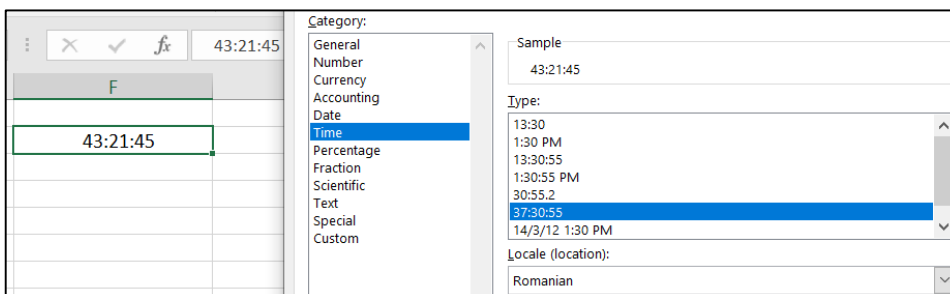 fx 43:21:45
F
43:21:45
Category:
General
Number
Currency
Accounting
Date
Time
Percentage
Fraction
Scientific
Text
Special
Custom
Sample
43:21:45
Type:
13:30
1:30 PM
13:30:55
1:30:55 PM
30:55.2
37:30:55
14/3/12 1:30 PM
Locale (location):
Romanian